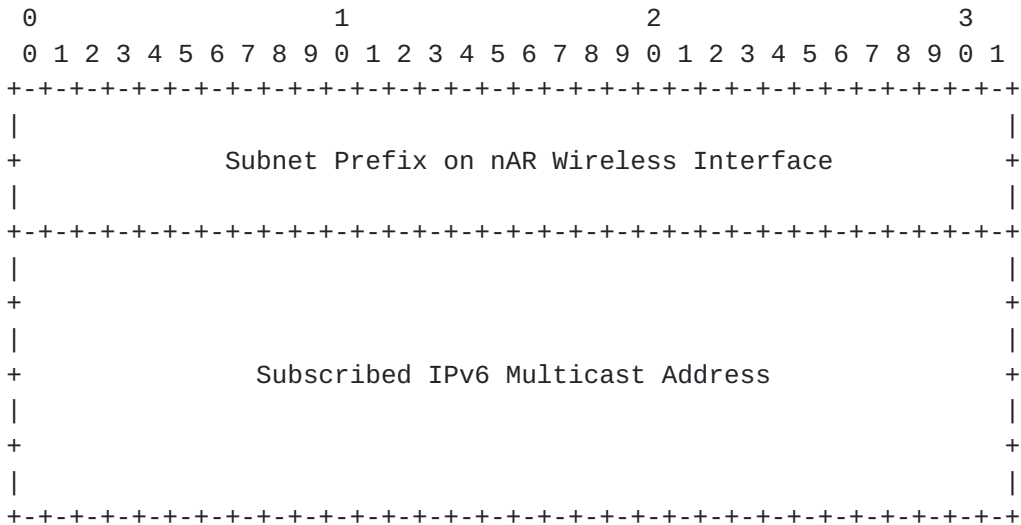 0                   1                   2                   3
 0 1 2 3 4 5 6 7 8 9 0 1 2 3 4 5 6 7 8 9 0 1 2 3 4 5 6 7 8 9 0 1
+-+-+-+-+-+-+-+-+-+-+-+-+-+-+-+-+-+-+-+-+-+-+-+-+-+-+-+-+-+-+-+-+
|                                                               |
+             Subnet Prefix on nAR Wireless Interface           +
|                                                               |
+-+-+-+-+-+-+-+-+-+-+-+-+-+-+-+-+-+-+-+-+-+-+-+-+-+-+-+-+-+-+-+-+
|                                                               |
+                                                               +
|                                                               |
+               Subscribed IPv6 Multicast Address               +
|                                                               |
+                                                               +
|                                                               |
+-+-+-+-+-+-+-+-+-+-+-+-+-+-+-+-+-+-+-+-+-+-+-+-+-+-+-+-+-+-+-+-+